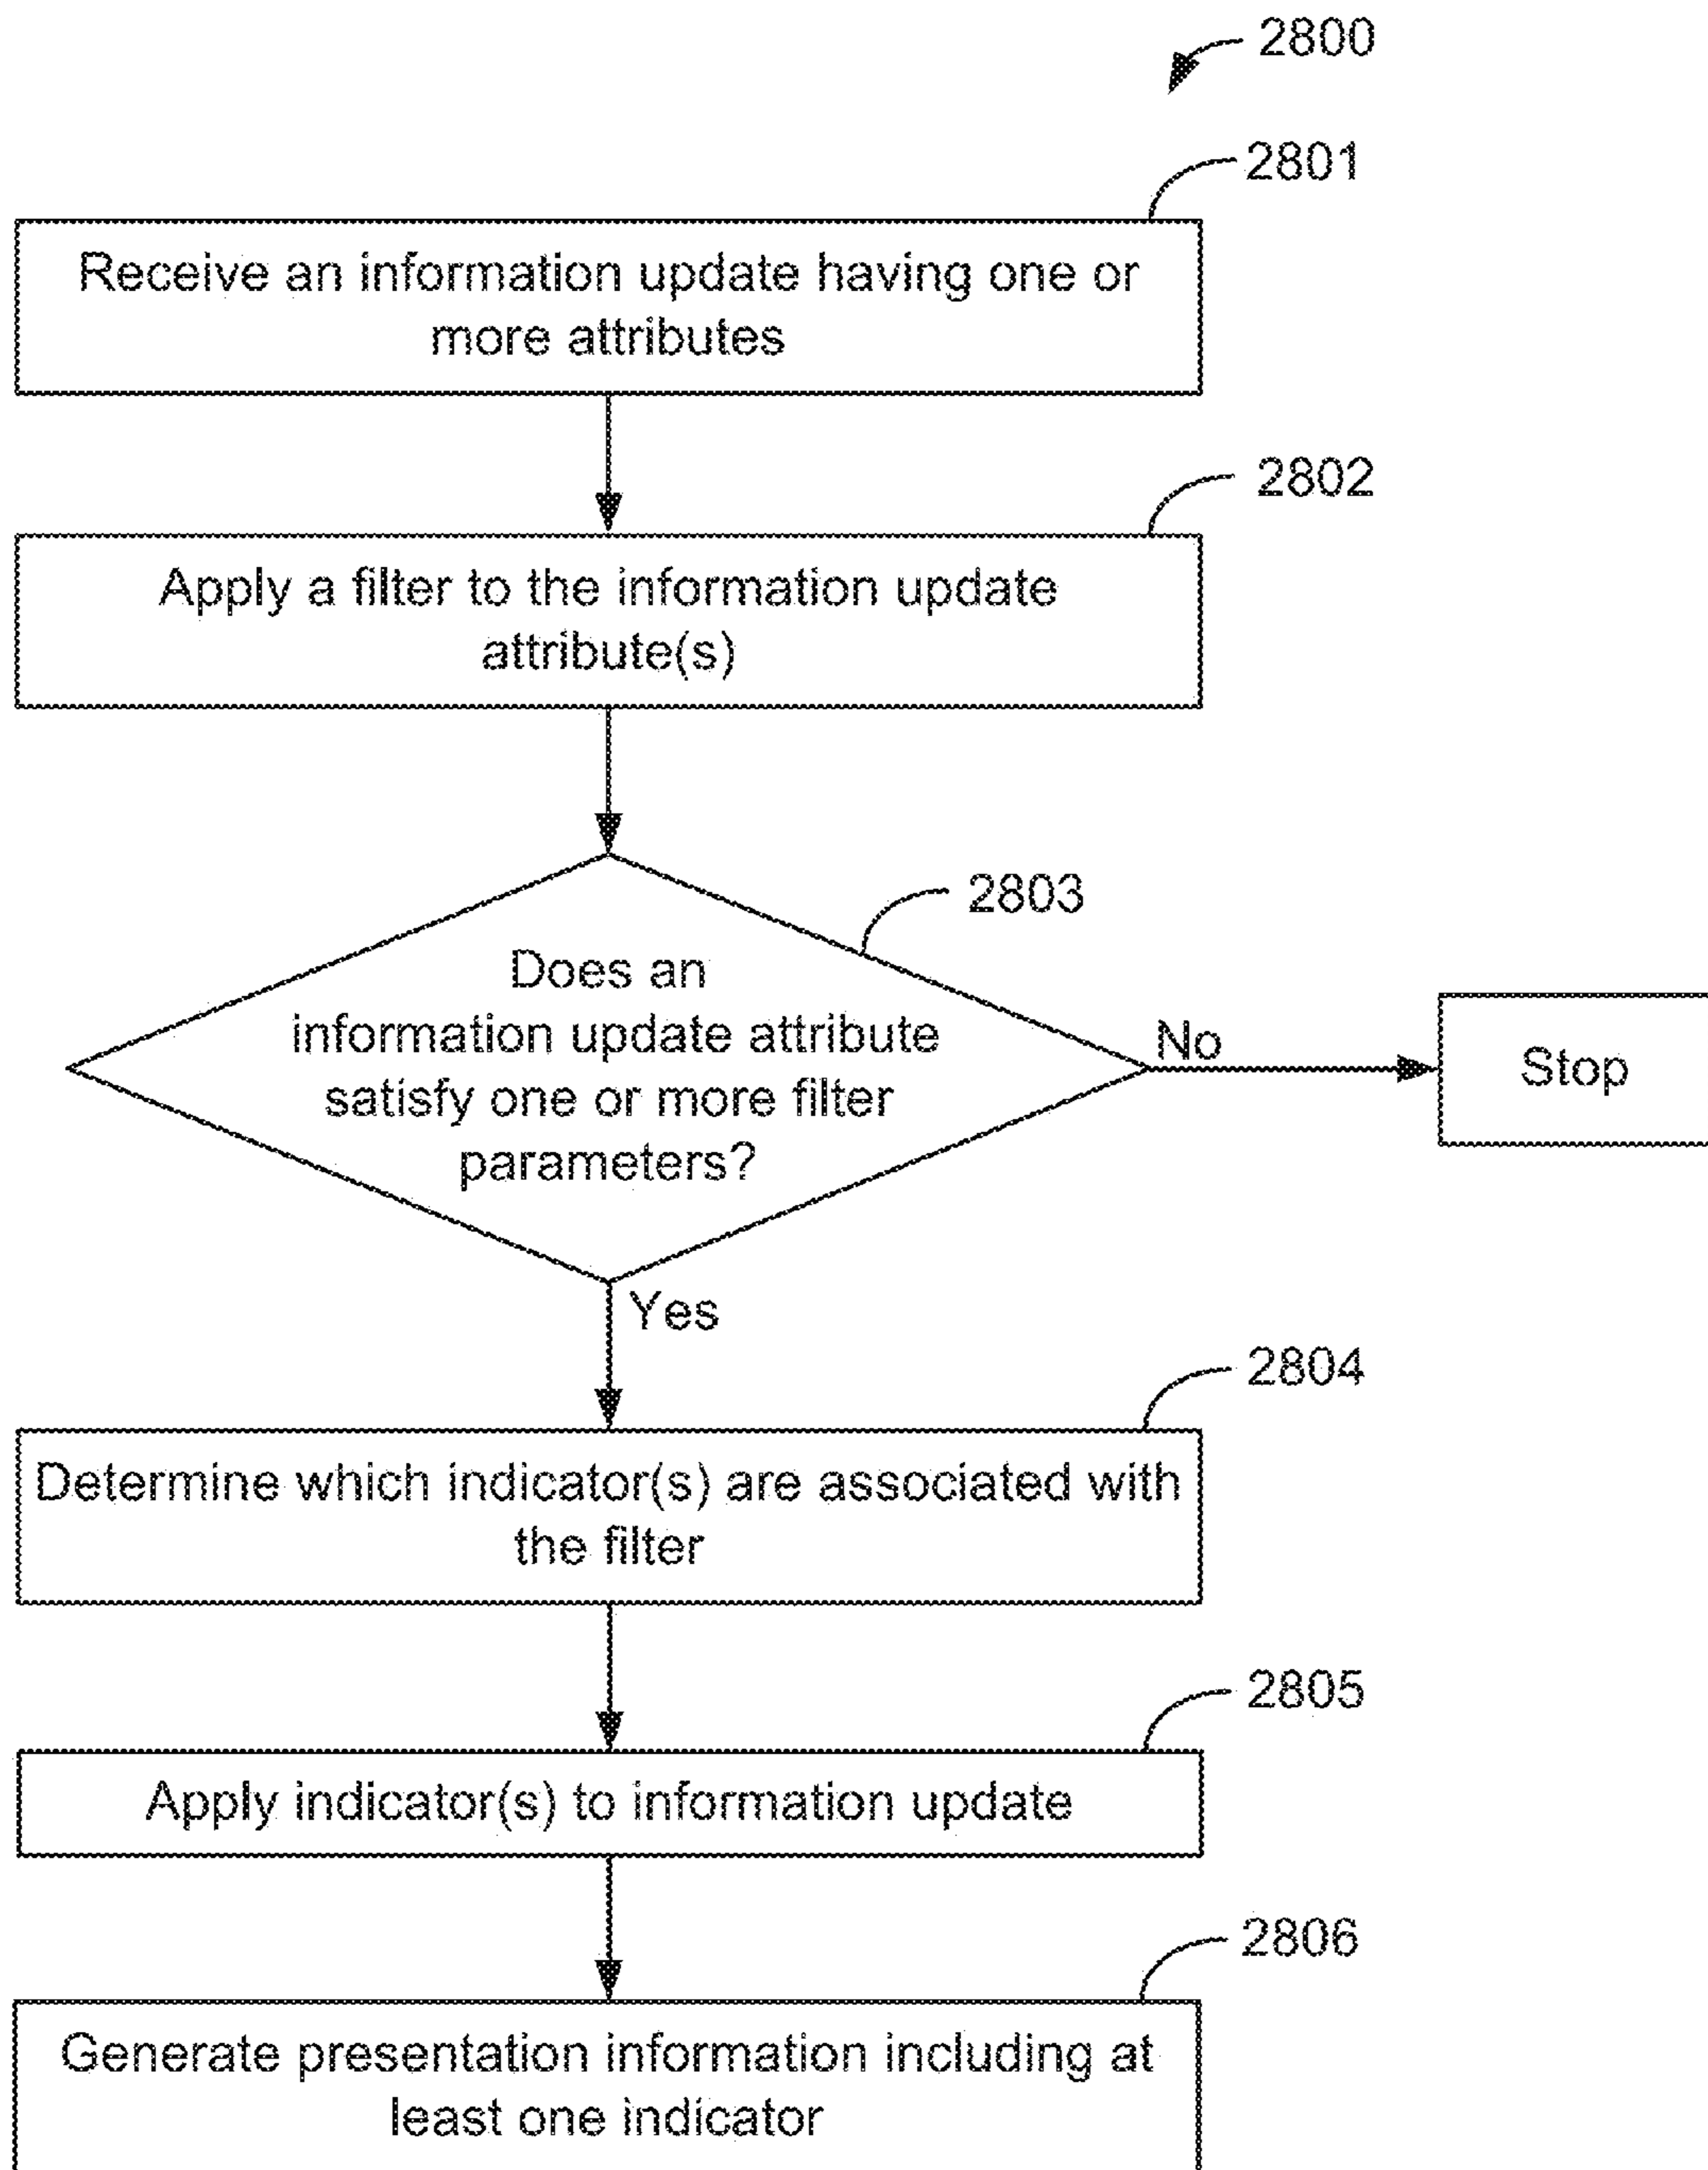 2800
2801
Receive an information update having one or
more attributes
2802
Apply a filter to the information update
attribute(s)
2803
Does an
information update attribute
satisfy one or more filter
parameters?
No
Stop
Yes
2804
Determine which indicator(s) are associated with
the filter
2805
Apply indicator(s) to information update
2806
Generate presentation information including at
least one indicator